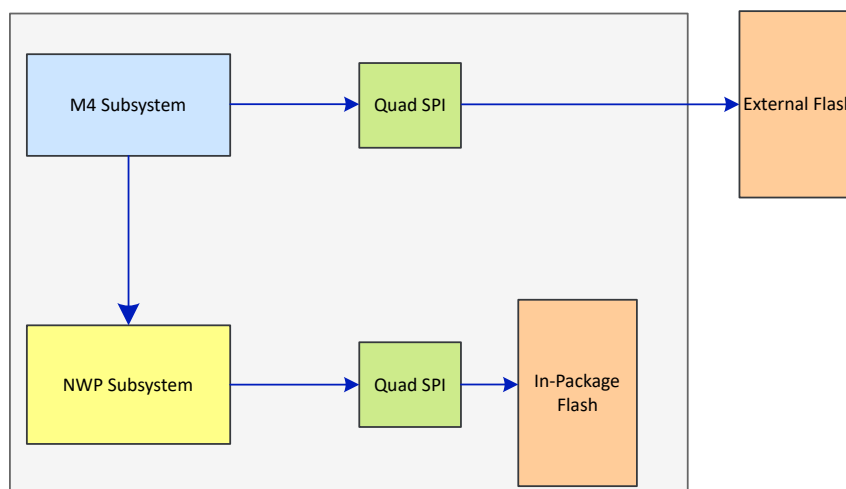 M4 Subsystem
Quad SPI
External Flash
NWP Subsystem
Quad SPI
In-Package
Flash